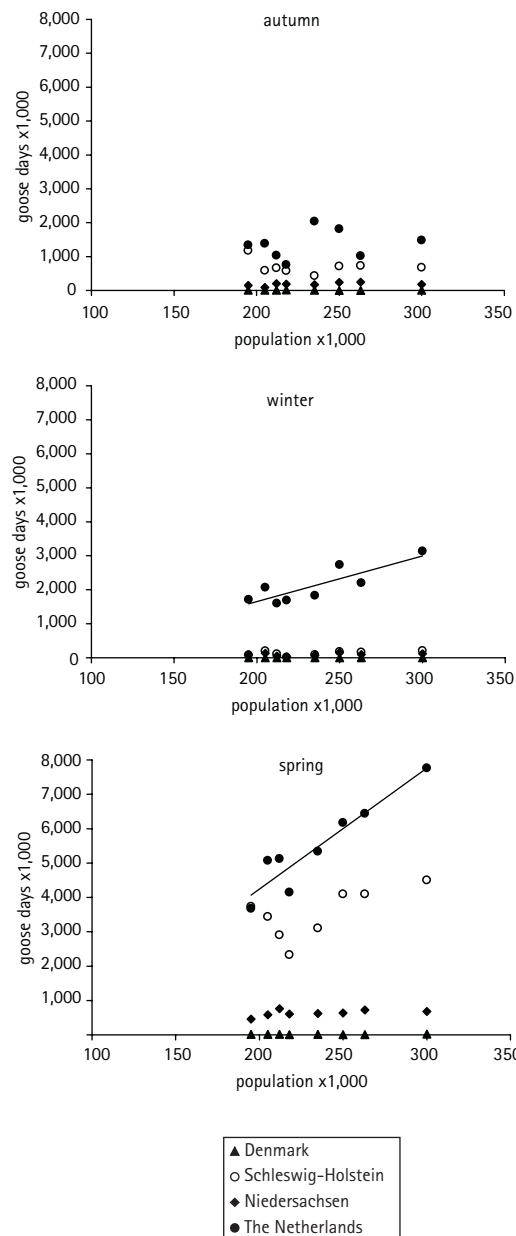 autumn
8,000
7,000
6,000
5,000
4,000
3,000
2,000
1,000
0
goose days x1,000
100 150 200 250 300 350
population x1,000
winter
8,000
7,000
6,000
5,000
4,000
3,000
2,000
1,000
0
goose days x1,000
100 150 200 250 300 350
population x1,000
spring
8,000
7,000
6,000
5,000
4,000
3,000
2,000
1,000
goose days x1,000
100 150 200 250 300 350
population x1,000
Denmark
Schleswig-Holstein
Niedersachsen
The Netherlands